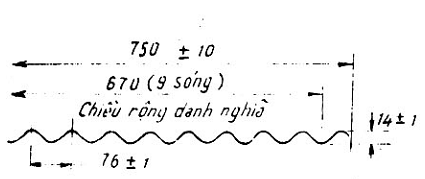 750 ± 10
670 (9 sóng)
Chiều rộng danh nghĩa
14 ± 1
76 ± 1